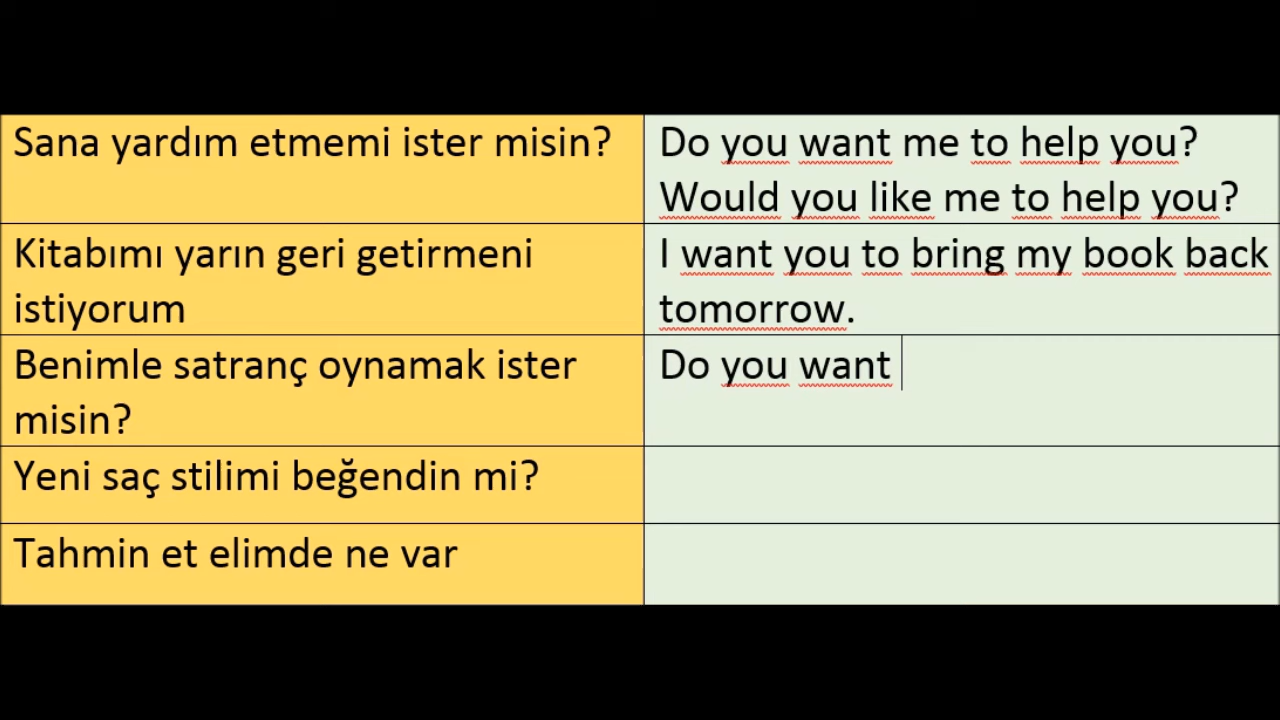 Sana yardım etmemi ister misin?
Do you want me to help you?
Would you like me to help you?
Kitabımı yarın geri getirmeni
istiyorum
I want you to bring my book back
tomorrow.
Benimle satranç oynamak ister
misin?
Do you want
Yeni saç stilimi beğendin mi?
Tahmin et elimde ne var